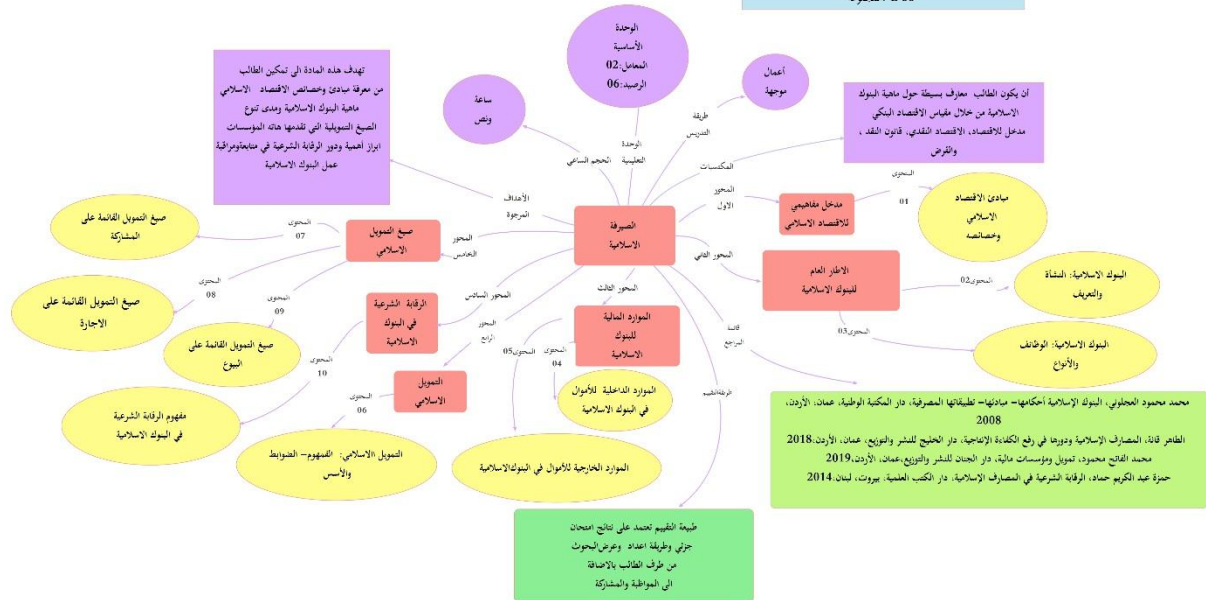 الوحدة
الأساسية
المعامل:02
الرصيد:06
أعمال
موجهة
ساعة
ونص
تهدف هذه المادة الى تمكين الطالب
من معرفة مبادئ وخصائص الاقتصاد الاسلامي
ماهية البنوك الاسلامية ومدى تنوع
الصيغ التمويلية التي تقدمها هاته المؤسسات
ابراز أهمية ودور الرقابة الشرعية في متابعةومراقبة
عمل البنوك الاسلامية
أن يكون الطالب معارف بسيطة حول ماهية البنوك
الاسلامية من خلال مقياس الاقتصاد البنكي
مدخل للاقتصاد، الاقتصاد النقدي، قانون النقد ،
والقرض
طريقة
التدريس
الوحدة
التعليمية
الحجم الساعي
المكتسبات
الأهداف
المرجوة
الصيرفة
الاسلامية
المحور
الاول
مدخل مفاهيمي
للاقتصاد الاسلامي
المحتوى
01
مبادئ الاقتصاد
الاسلامي
وخصائصه
المحور الثاني
الاطار العام
للبنوك الاسلامية
المحتوى02
البنوك الاسلامية: النشأة
والتعريف
المحتوى03
البنوك الاسلامية: الوظائف
والأنواع
المحور الثالث
الموارد المالية
للبنوك
الاسلامية
المحتوى
04
الموارد الداخلية للأموال
في البنوك الاسلامية
المحتوى05
الموارد الخارجية للأموال في البنوك الاسلامية
المحور
الرابع
التمويل
الاسلامي
المحتوى
06
التمويل الاسلامي: المفهوم- الضوابط
والأسس
المحور
الخامس
صيغ التمويل
الاسلامي
المحتوى
07
صيغ التمويل القائمة على
المشاركة
المحتوى
08
صيغ التمويل القائمة على
الاجارة
المحتوى
09
صيغ التمويل القائمة على
البيوع
المحور السادس
الرقابة الشرعية
في البنوك
الاسلامية
المحتوى
10
مفهوم الرقابة الشرعية
في البنوك الاسلامية
قائمة
المراجع
محمد محمود العجلوني، البنوك الإسلامية أحكامها- مبادئها- تطبيقاتها المصرفية، دار المكتبة الوطنية، عمان، الأردن،
2008
الطاهر قانة، المصارف الإسلامية ودورها في رفع الكفاءة الإنتاجية، دار الخليج للنشر والتوزيع، عمان، الأردن:2018
محمد الفاتح محمود، تمويل ومؤسسات مالية، دار الجنان للنشر والتوزيع،عمان، الأردن،2019
حمزة عبد الكريم حماد، الرقابة الشرعية في المصارف الإسلامية، دار الكتب العلمية، بيروت، لبنان:2014
طريقةالتقييم
طبيعة التقييم تعتمد على نتائج امتحان
جزئي وطريقة اعداد وعرض البحوث
من طرف الطالب بالاضافة
الى المواظبة والمشاركة